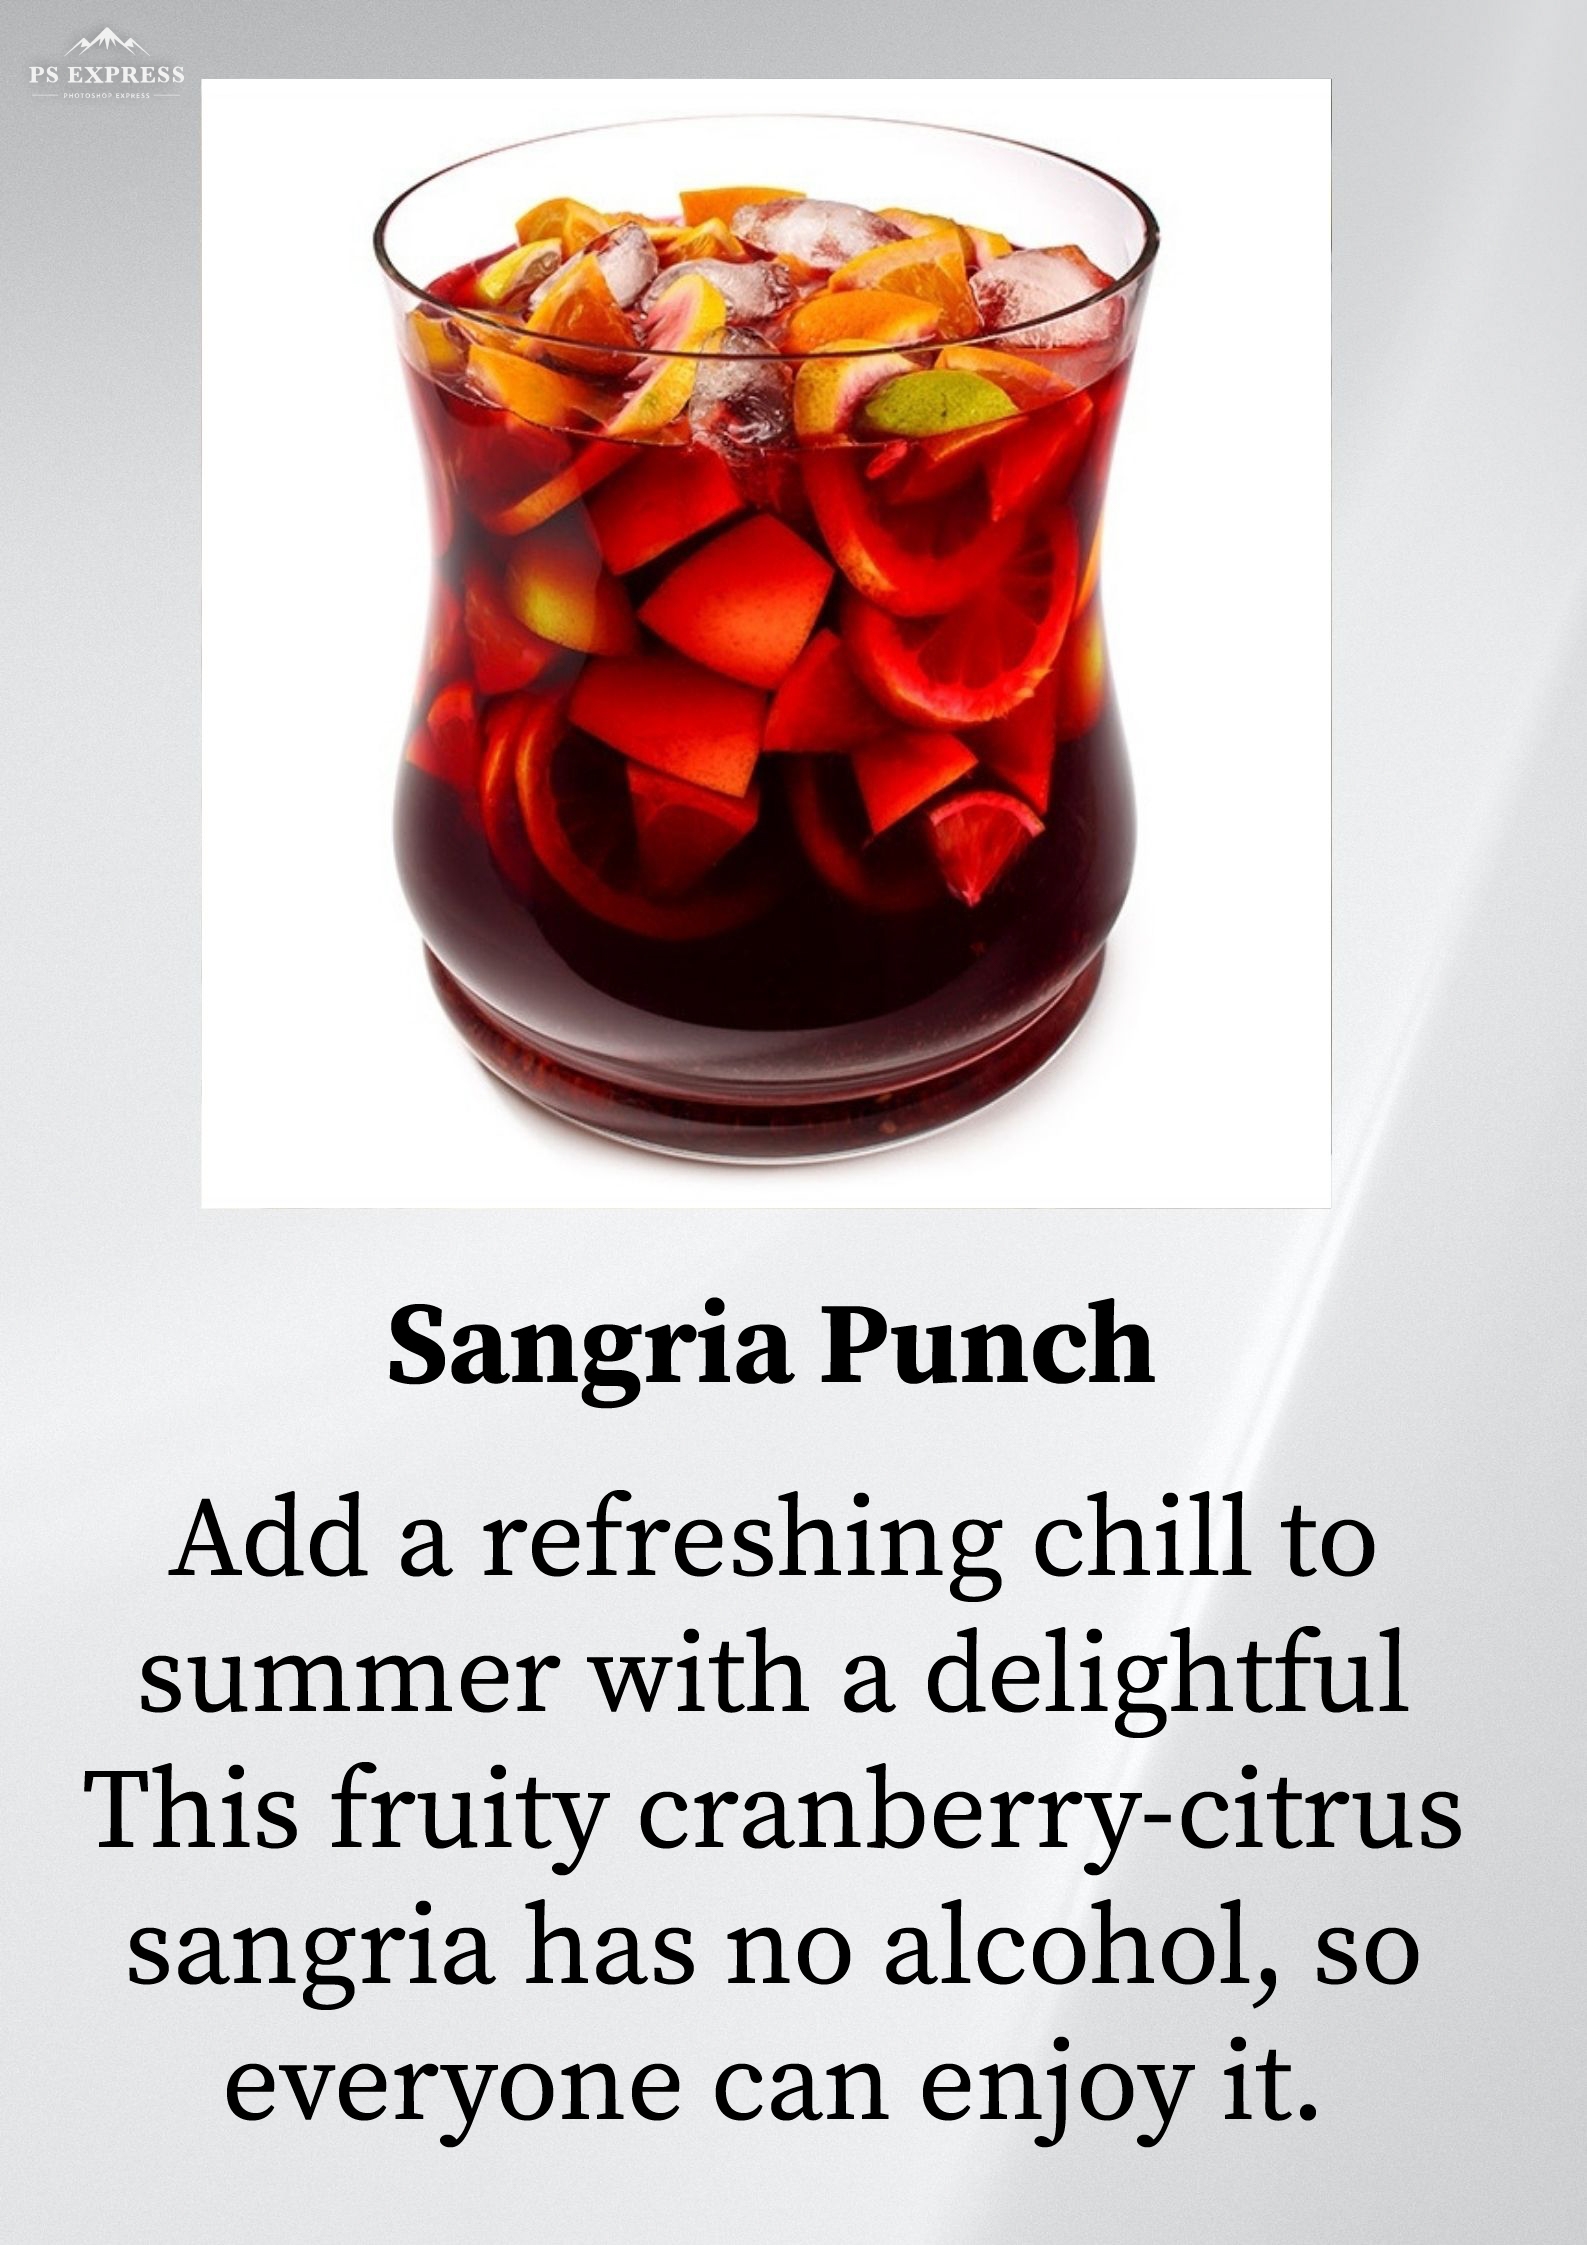 PS EXPRESS
PHOTOSHOP EXPRESS
Sangria Punch
Add a refreshing chill to
summer with a delightful
This fruity cranberry-citrus
sangria has no alcohol, so
everyone can enjoy it.